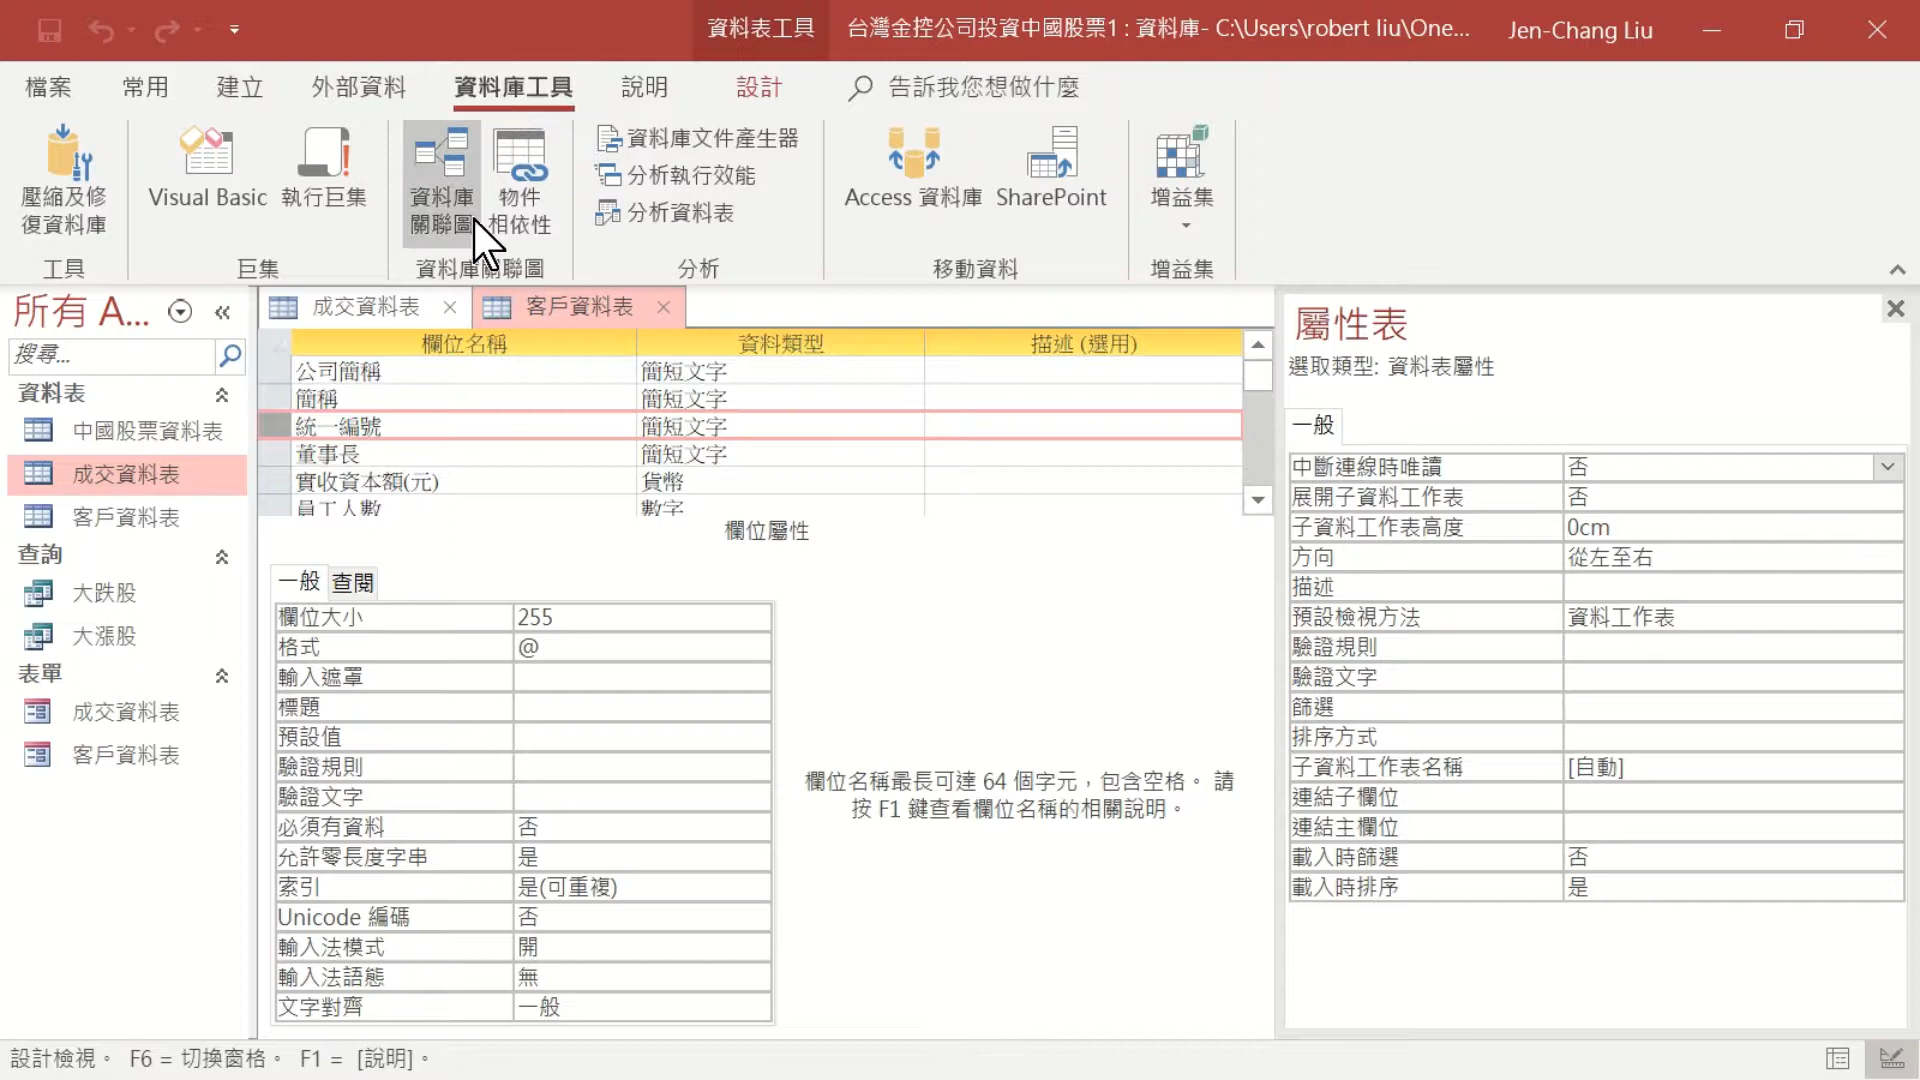 資料表工具
台灣金控公司投資中國股票1 : 資料庫- C:\Users\robert liu\One...
Jen-Chang Liu
檔案
常用
建立
外部資料
資料庫工具
說明
設計
告訴我您想做什麼
壓縮及修
復資料庫
工具
Visual Basic
執行巨集
巨集
資料庫
關聯圖
物件
相依性
資料庫關聯圖
資料庫文件產生器
分析執行效能
分析資料表
分析
Access 資料庫
SharePoint
移動資料
增益集
增益集
所有 A...
搜尋...
資料表
中國股票資料表
成交資料表
客戶資料表
查詢
大跌股
大漲股
表單
成交資料表
客戶資料表
成交資料表
客戶資料表
欄位名稱 資料類型 描述 (選用)
公司簡稱 簡短文字
簡稱 簡短文字
統一編號 簡短文字
董事長 簡短文字
實收資本額(元) 貨幣
員工人數 數字
欄位屬性
一般 查閱
欄位大小 255
格式 @
輸入遮罩
標題
預設值
驗證規則
驗證文字
必須有資料 否
允許零長度字串 是
索引 是(可重複)
Unicode 編碼 否
輸入法模式 開
輸入法語態 無
文字對齊 一般
欄位名稱最長可達 64 個字元，包含空格。 請
按 F1 鍵查看欄位名稱的相關說明。
屬性表
選取類型: 資料表屬性
一般
中斷連線時唯讀 否
展開子資料工作表 否
子資料工作表高度 0cm
方向 從左至右
描述
預設檢視方法 資料工作表
驗證規則
驗證文字
篩選
排序方式
子資料工作表名稱 [自動]
連結子欄位
連結主欄位
載入時篩選 否
載入時排序 是
設計檢視。 F6 = 切換窗格。 F1 = [說明]。